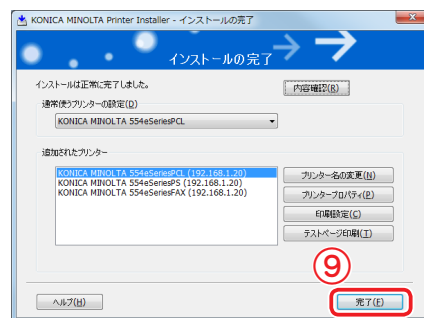 KONICA MINOLTA Printer Installer - インストールの完了
インストールの完了
インストールは正常に完了しました。
内容確認(R)
通常使うプリンターの設定(D)
KONICA MINOLTA 554eSeriesPCL
追加されたプリンター
KONICA MINOLTA 554eSeriesPCL (192.168.1.20)
KONICA MINOLTA 554eSeriesPS (192.168.1.20)
KONICA MINOLTA 554eSeriesFAX (192.168.1.20)
プリンター名の変更(N)
プリンタープロパティ(P)
印刷設定(C)
テストページ印刷(T)
⑨
ヘルプ(H)
完了(F)